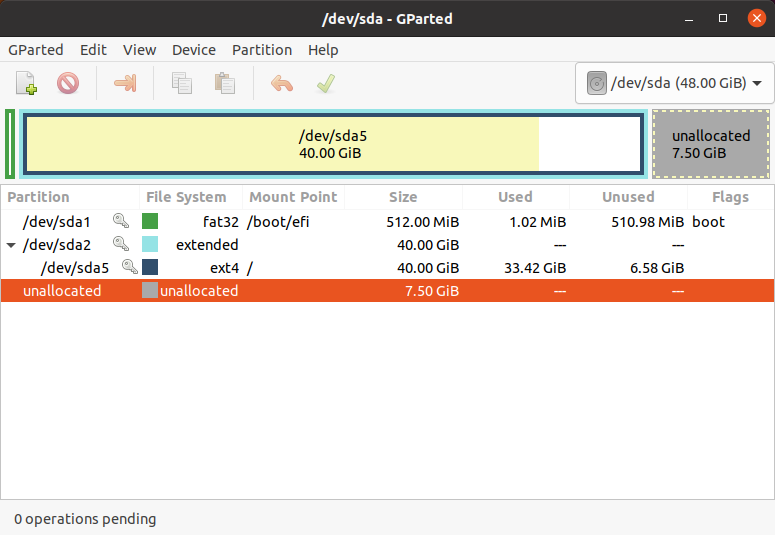 /dev/sda - GParted
GParted Edit View Device Partition Help
/dev/sda (48.00 GiB)
/dev/sda5
40.00 GiB
unallocated
7.50 GiB
Partition File System Mount Point Size Used Unused Flags
/dev/sda1 fat32 /boot/efi 512.00 MiB 1.02 MiB 510.98 MiB boot
/dev/sda2 extended 40.00 GiB --- ---
/dev/sda5 ext4 / 40.00 GiB 33.42 GiB 6.58 GiB
unallocated unallocated 7.50 GiB --- ---
0 operations pending